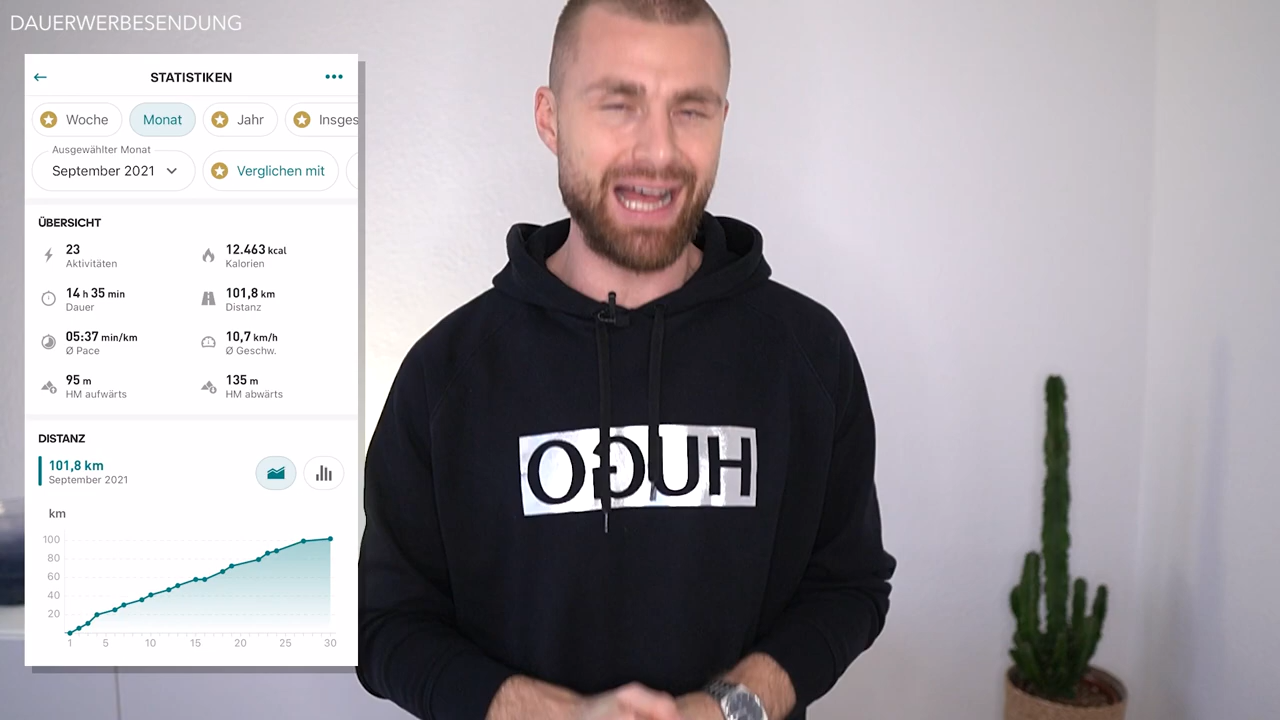 DAUERWERBESENDUNG
STATISTIKEN
Woche
Monat
Jahr
Insges
Ausgewählter Monat
September 2021
Verglichen mit
ÜBERSICHT
23
Aktivitäten
12.463 kcal
Kalorien
14 h 35 min
Dauer
101,8 km
Distanz
05:37 min/km
Ø Pace
10,7 km/h
Ø Geschw.
95 m
HM aufwärts
135 m
HM abwärts
DISTANZ
101,8 km
September 2021
km
100
80
60
40
20
1 5 10 15 20 25 30
OGUH